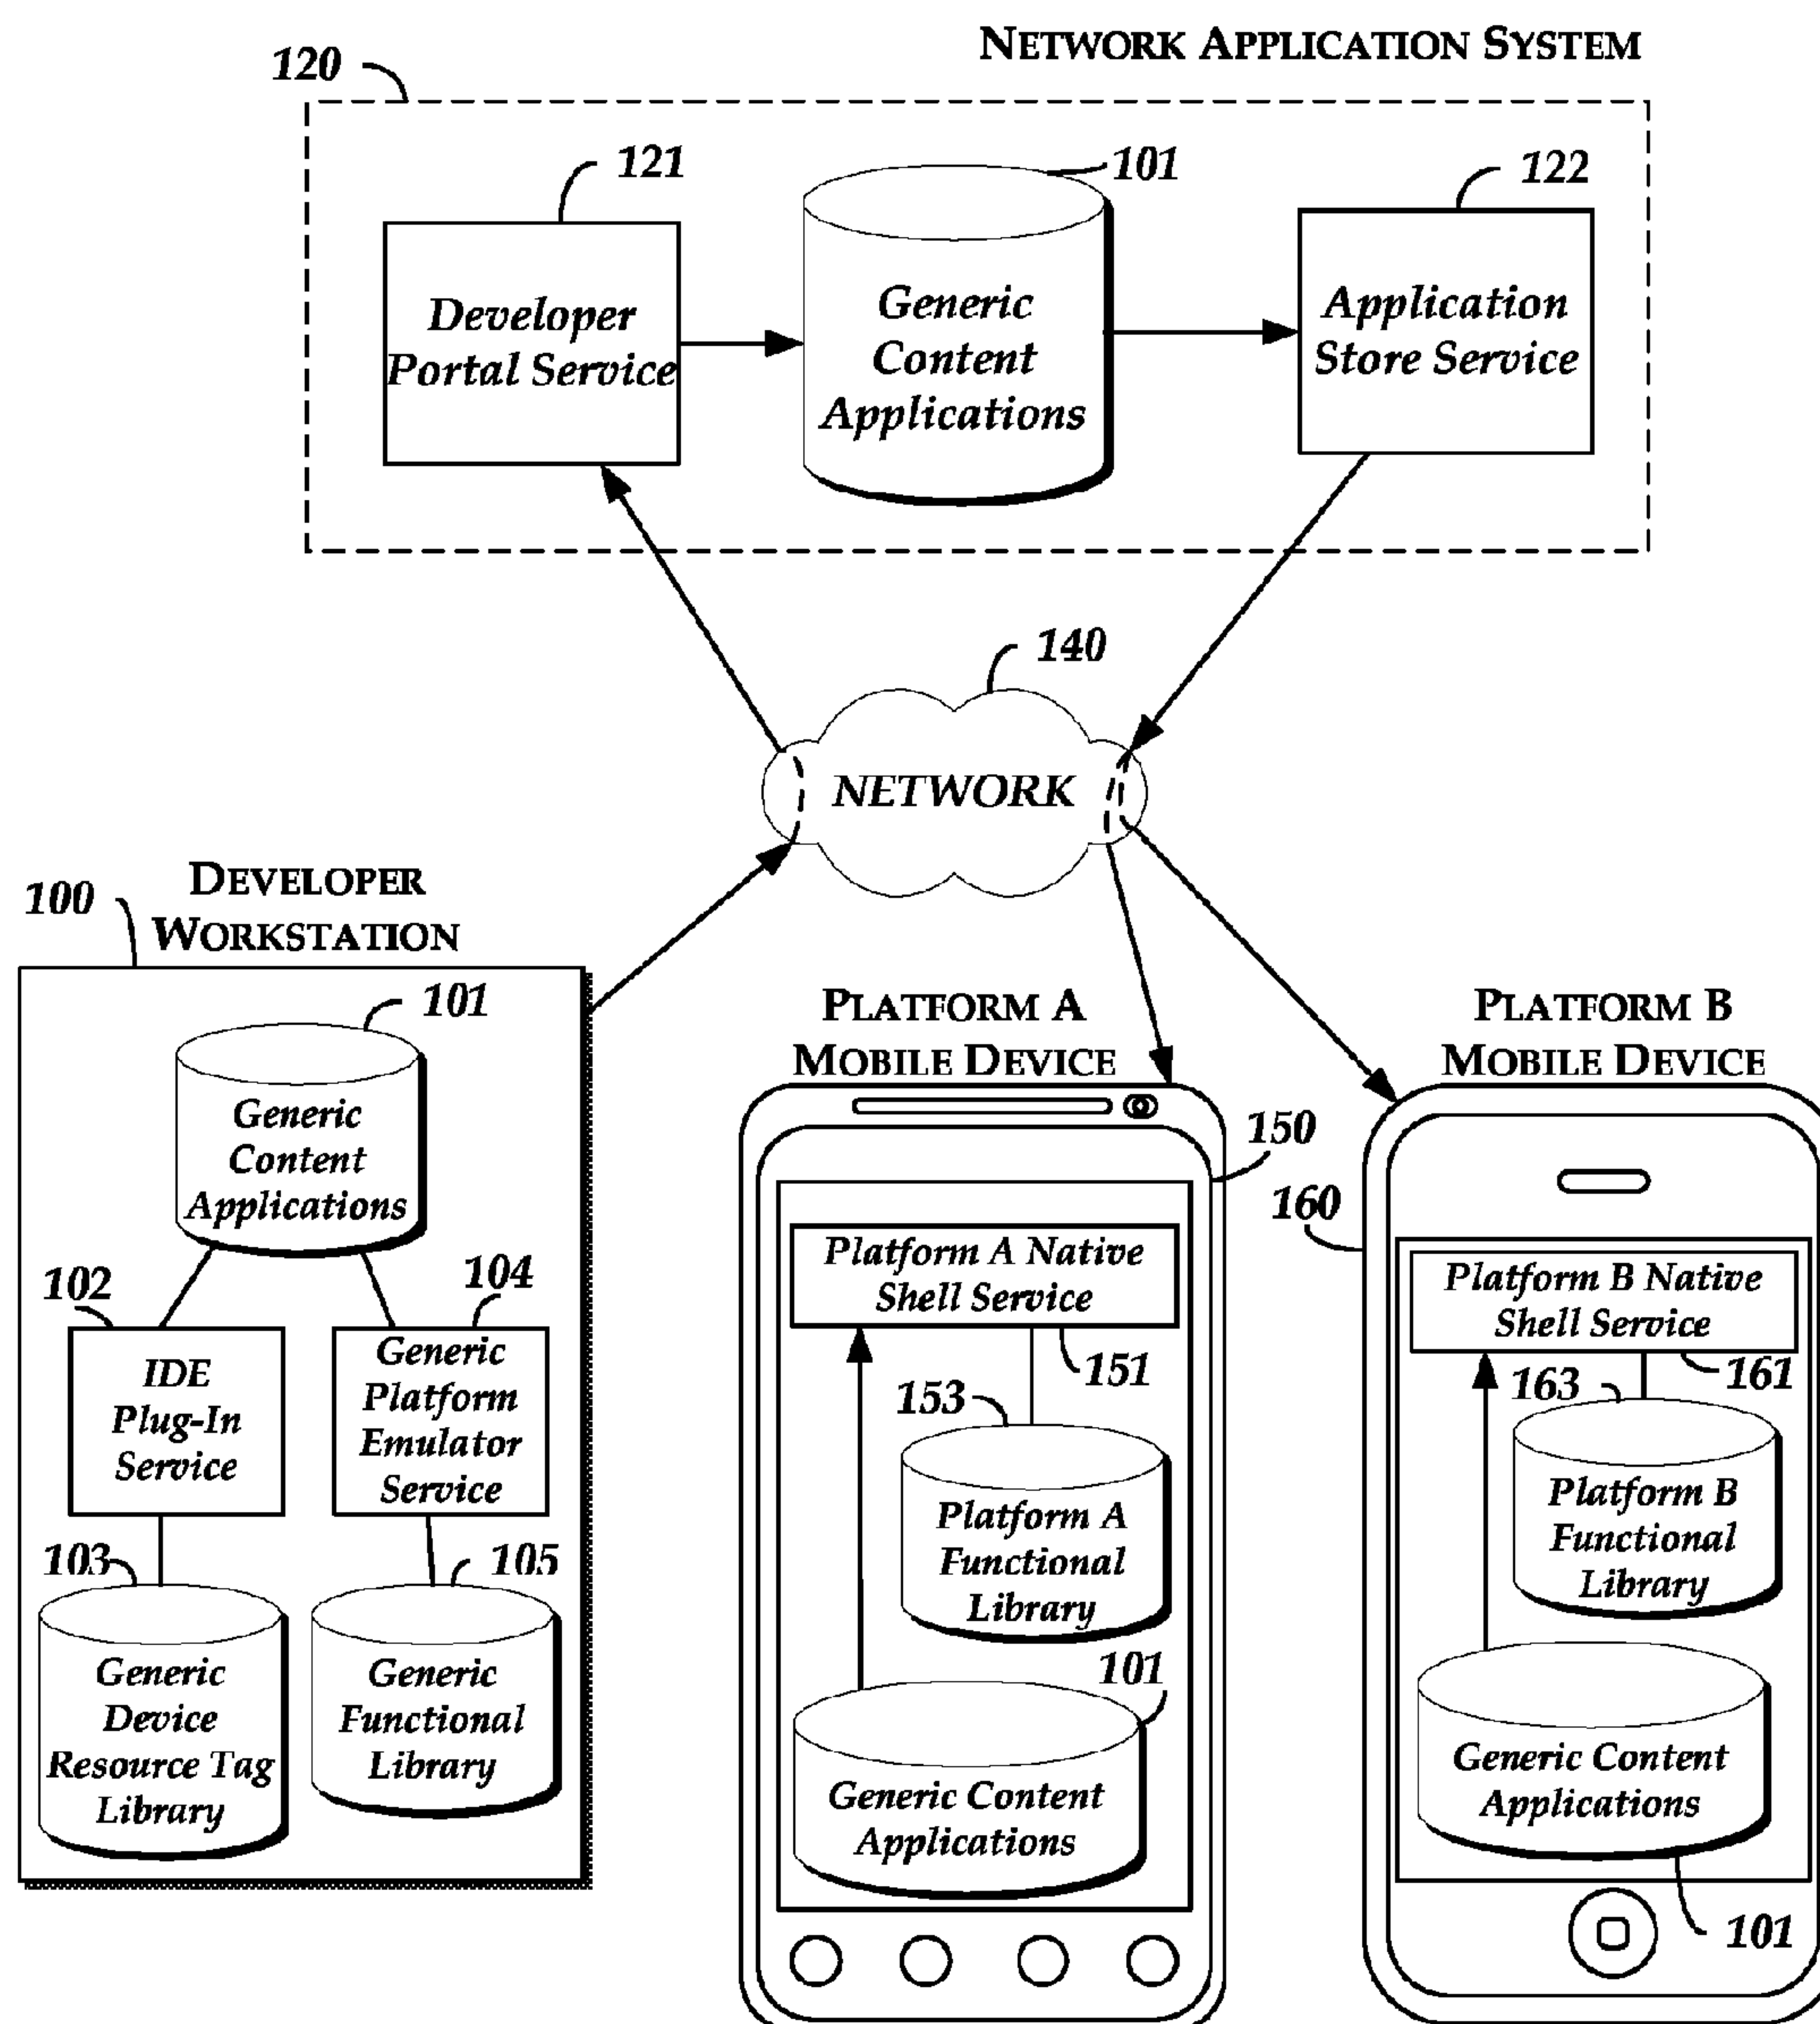 NETWORK APPLICATION SYSTEM
120
121
101
122
Developer
Portal Service
Generic
Content
Applications
Application
Store Service
140
NETWORK
DEVELOPER
WORKSTATION
100
101
Generic
Content
Applications
102
104
IDE
Plug-In
Service
Generic
Platform
Emulator
Service
103
105
Generic
Device
Resource Tag
Library
Generic
Functional
Library
PLATFORM A
MOBILE DEVICE
150
Platform A Native
Shell Service
151
153
Platform A
Functional
Library
101
Generic Content
Applications
PLATFORM B
MOBILE DEVICE
160
Platform B Native
Shell Service
161
163
Platform B
Functional
Library
Generic Content
Applications
101